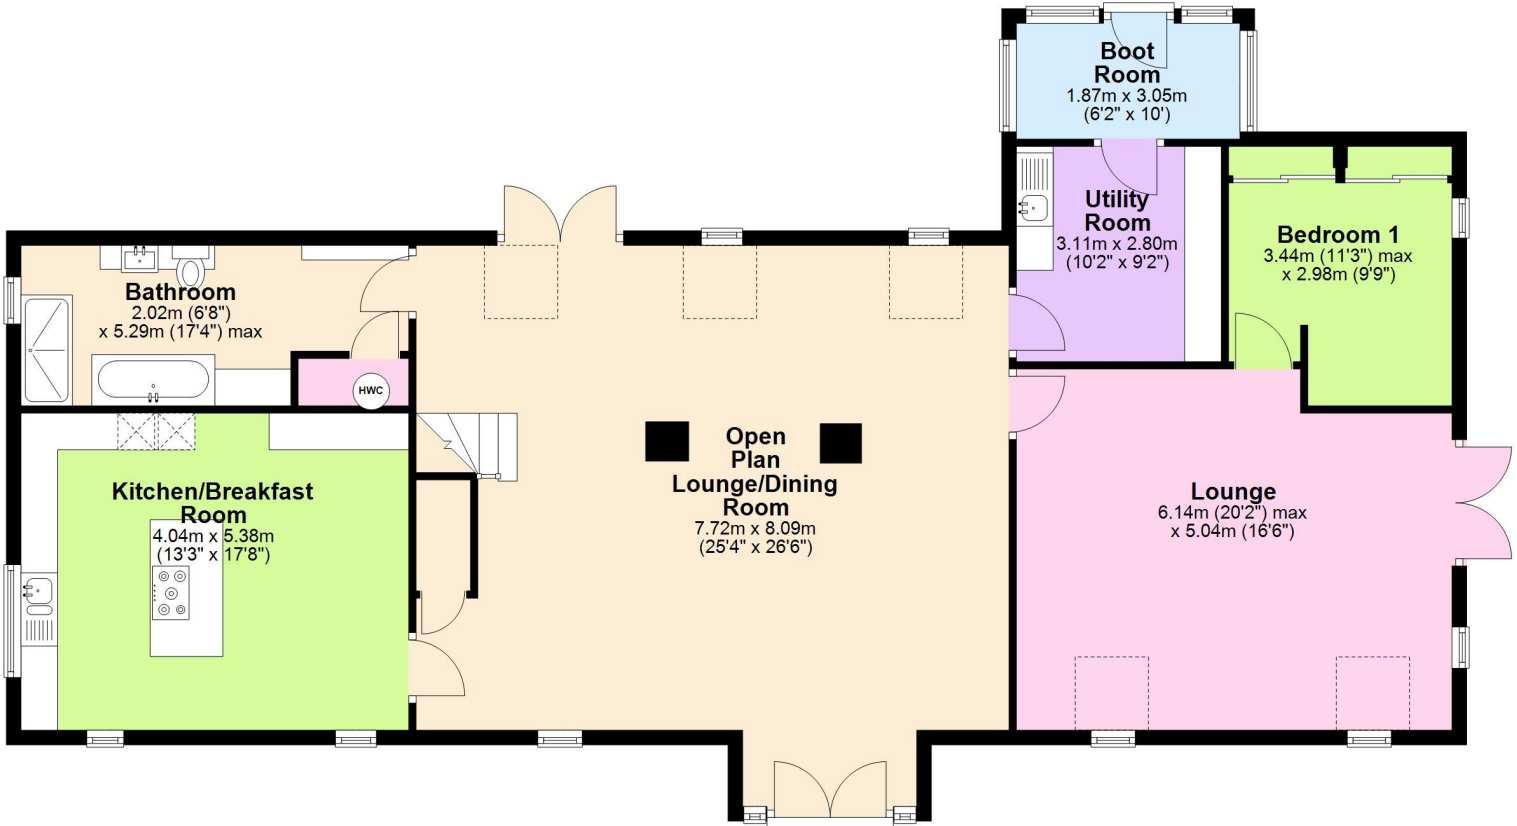 Boot
Room
1.87m x 3.05m
(6'2" x 10')
Utility
Room
3.11m x 2.80m
(10'2" x 9'2")
Bedroom 1
3.44m (11'3") max
x 2.98m (9'9")
Bathroom
2.02m (6'8")
x 5.29m (17'4") max
HWC
Kitchen/Breakfast
Room
4.04m x 5.38m
(13'3" x 17'8")
Open
Plan
Lounge/Dining
Room
7.72m x 8.09m
(25'4" x 26'6")
Lounge
6.14m (20'2") max
x 5.04m (16'6")